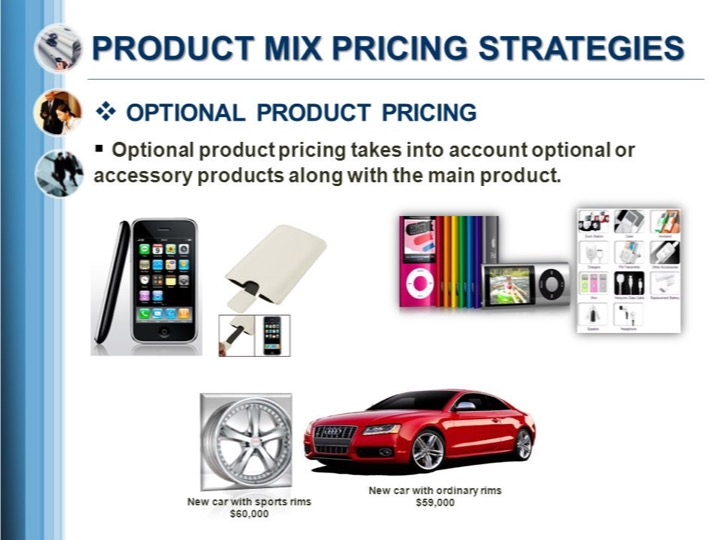 PRODUCT MIX PRICING STRATEGIES
❖ OPTIONAL PRODUCT PRICING
▪ Optional product pricing takes into account optional or
accessory products along with the main product.
New car with sports rims
$60,000
New car with ordinary rims
$59,000